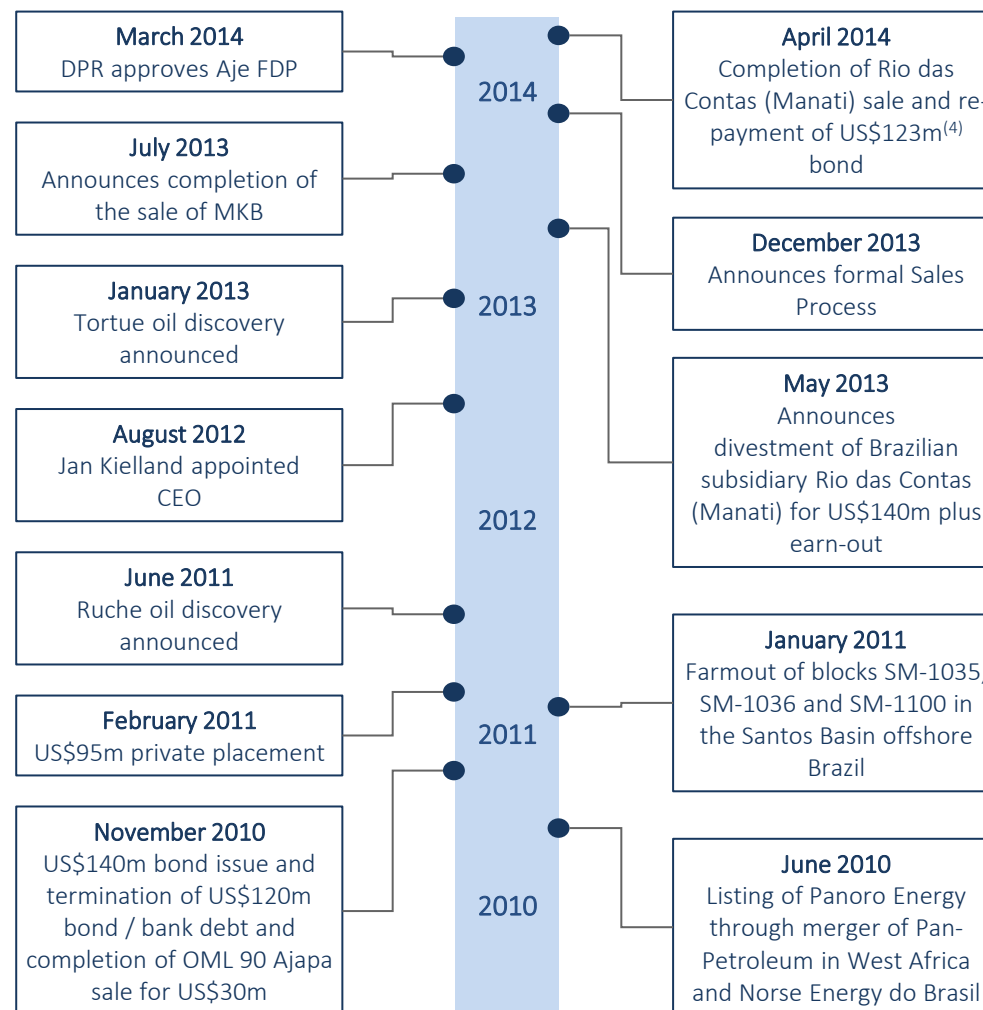 March 2014
DPR approves Aje FDP
July 2013
Announces completion of
the sale of MKB
January 2013
Tortue oil discovery
announced
August 2012
Jan Kielland appointed
CEO
June 2011
Ruche oil discovery
announced
February 2011
US$95m private placement
November 2010
US$140m bond issue and
termination of US$120m
bond / bank debt and
completion of OML 90 Ajapa
sale for US$30m
2014
2013
2012
2011
2010
April 2014
Completion of Rio das
Contas (Manati) sale and re-
payment of US$123m(4)
bond
December 2013
Announces formal Sales
Process
May 2013
Announces
divestment of Brazilian
subsidiary Rio das Contas
(Manati) for US$140m plus
earn-out
January 2011
Farmout of blocks SM-1035,
SM-1036 and SM-1100 in
the Santos Basin offshore
Brazil
June 2010
Listing of Panoro Energy
through merger of Pan-
Petroleum in West Africa
and Norse Energy do Brasil